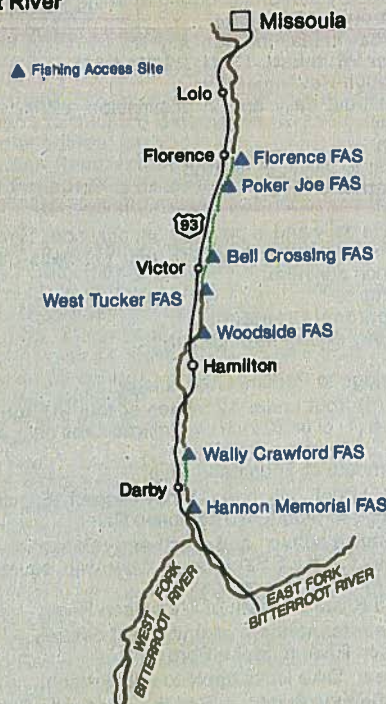 River
Missoula
Fishing Access Site
Lolo
Florence
Florence FAS
Poker Joe FAS
93
Bell Crossing FAS
Victor
West Tucker FAS
Woodside FAS
Hamilton
Wally Crawford FAS
Darby
Hannon Memorial FAS
WEST FORK
BITTERROOT RIVER
EAST FORK
BITTERROOT RIVER